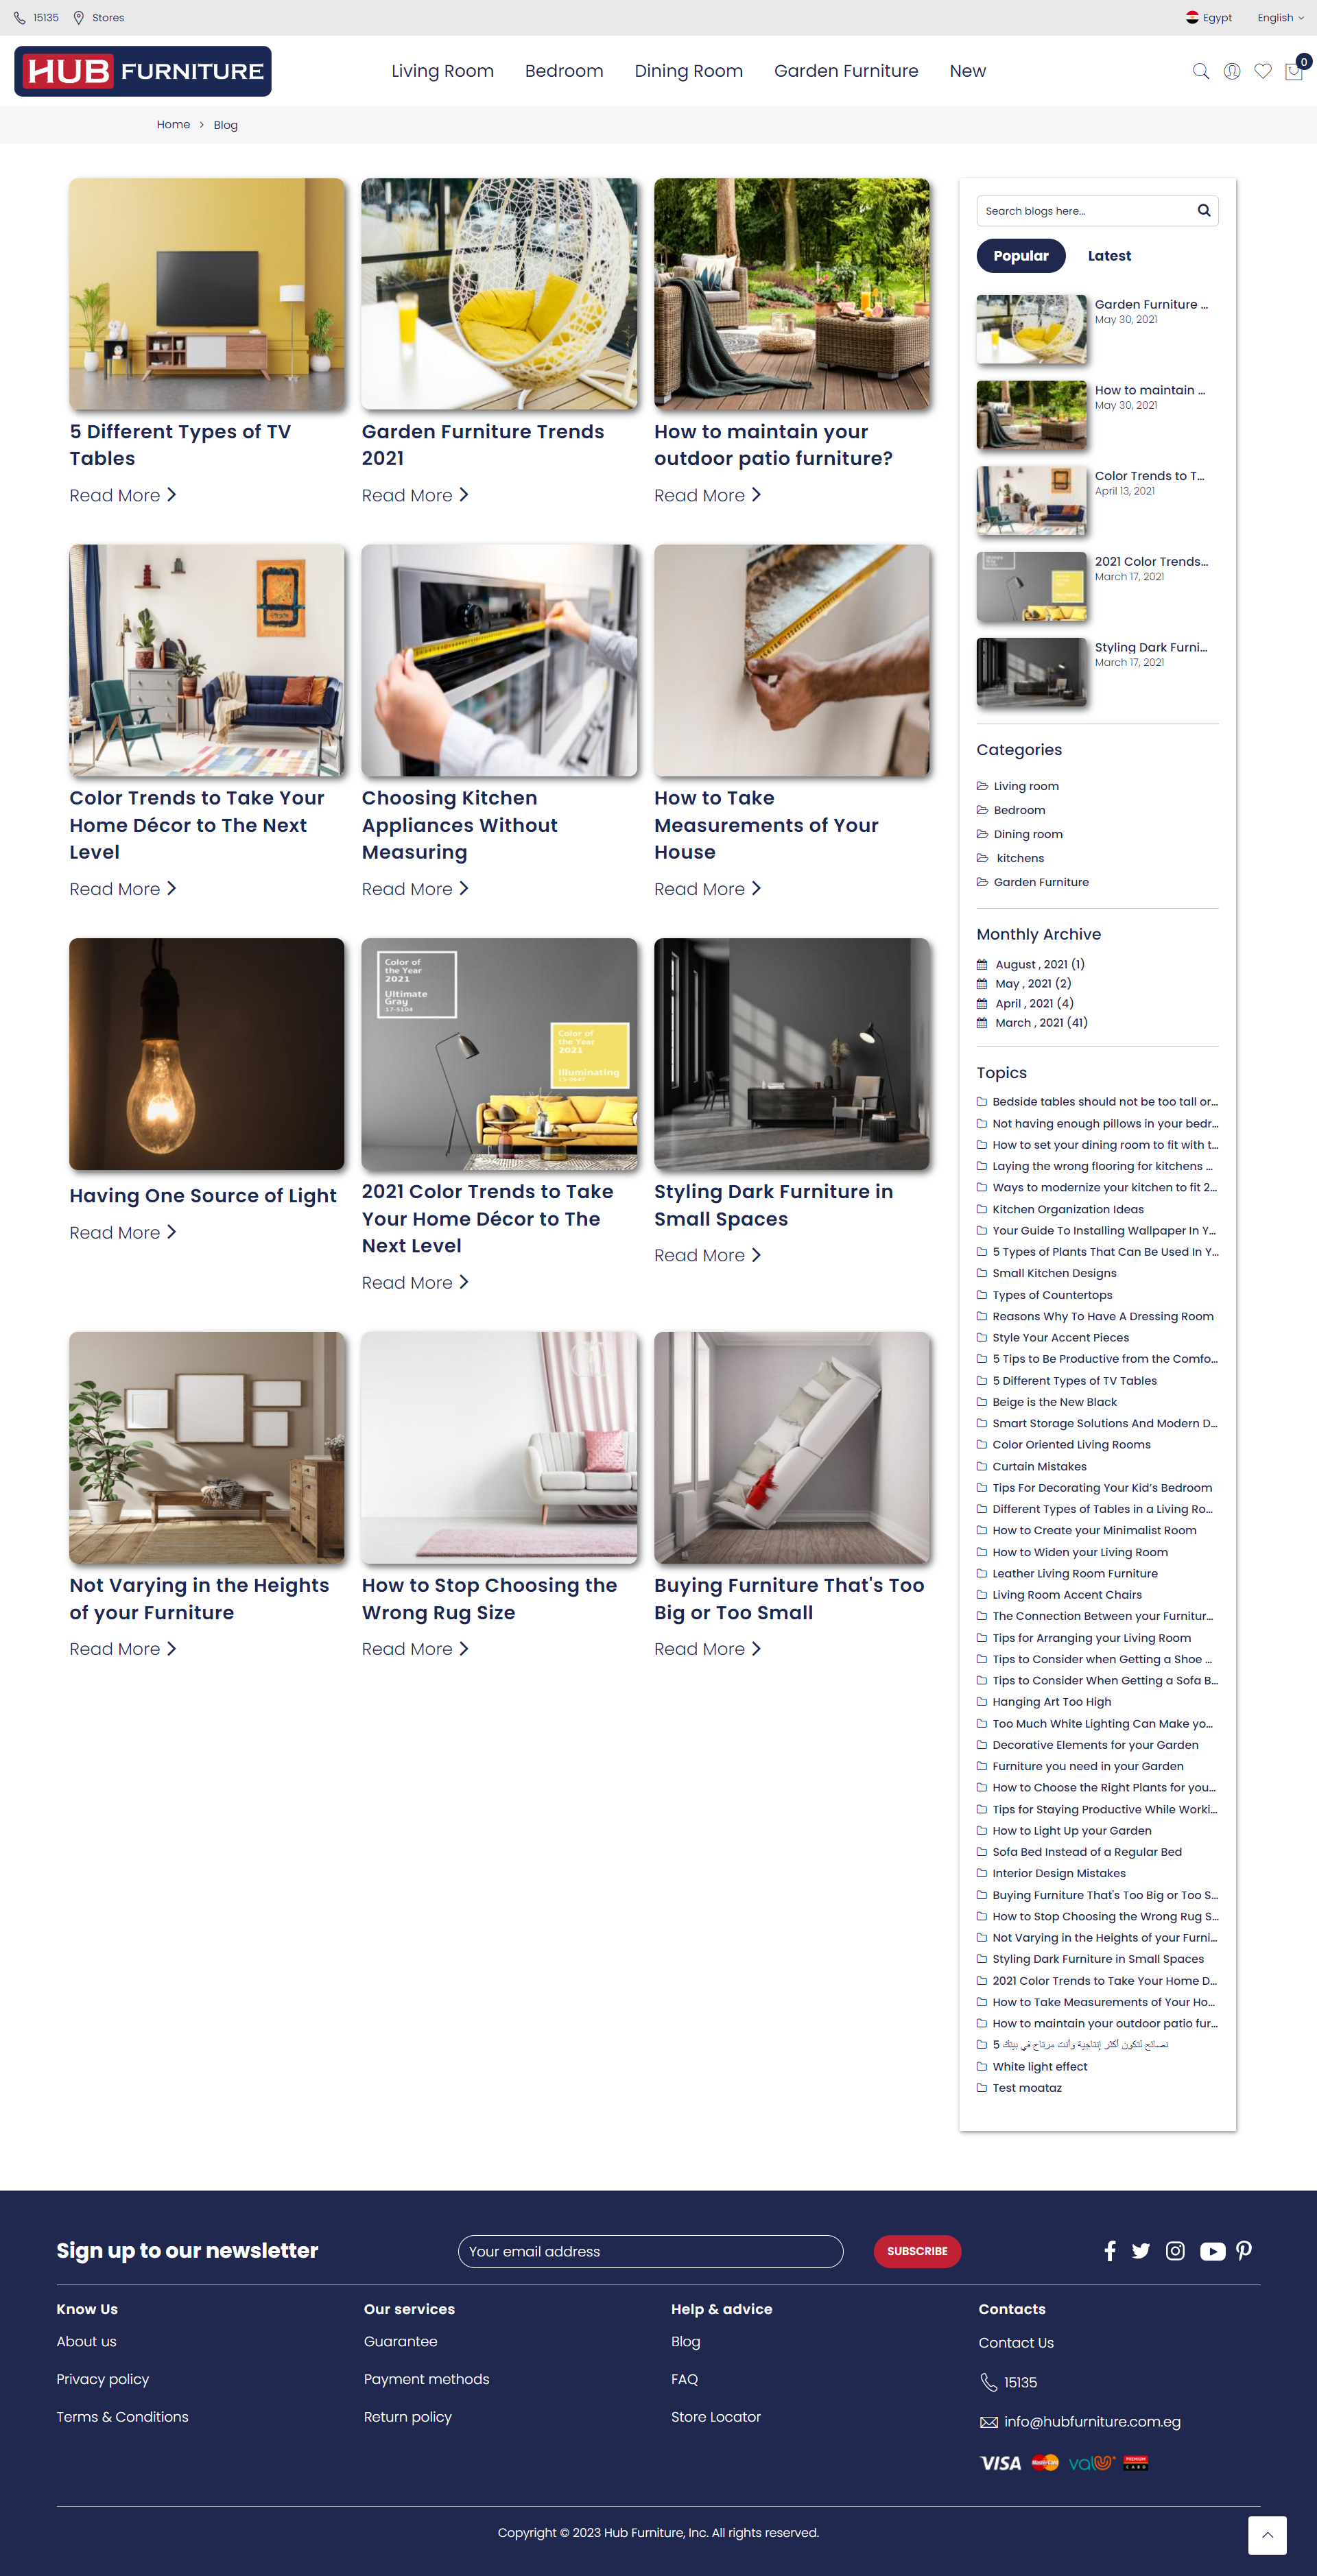 15135
Stores
Egypt
English
HUB FURNITURE
Living Room
Bedroom
Dining Room
Garden Furniture
New
0
Home
Blog
5 Different Types of TV
Tables
Read More
Garden Furniture Trends
2021
Read More
How to maintain your
outdoor patio furniture?
Read More
Color Trends to Take Your
Home Décor to The Next
Level
Read More
Choosing Kitchen
Appliances Without
Measuring
Read More
How to Take
Measurements of Your
House
Read More
Color of
the Year
2021
Ultimate
Gray
17-5104
Color of
the Year
2021
Illuminating
Having One Source of Light
Read More
2021 Color Trends to Take
Your Home Décor to The
Next Level
Read More
Styling Dark Furniture in
Small Spaces
Read More
Not Varying in the Heights
of your Furniture
Read More
How to Stop Choosing the
Wrong Rug Size
Read More
Buying Furniture That's Too
Big or Too Small
Read More
Search blogs here...
Popular
Latest
Garden Furniture ...
May 30, 2021
How to maintain ...
May 30, 2021
Color Trends to T...
April 13, 2021
2021 Color Trends...
March 17, 2021
Styling Dark Furni...
March 17, 2021
Categories
Living room
Bedroom
Dining room
kitchens
Garden Furniture
Monthly Archive
August , 2021 (1)
May , 2021 (2)
April , 2021 (4)
March , 2021 (41)
Topics
Bedside tables should not be too tall or...
Not having enough pillows in your bedr...
How to set your dining room to fit with t...
Laying the wrong flooring for kitchens ...
Ways to modernize your kitchen to fit 2...
Kitchen Organization Ideas
Your Guide To Installing Wallpaper In Y...
5 Types of Plants That Can Be Used In Y...
Small Kitchen Designs
Types of Countertops
Reasons Why To Have A Dressing Room
Style Your Accent Pieces
5 Tips to Be Productive from the Comfo...
5 Different Types of TV Tables
Beige is the New Black
Smart Storage Solutions And Modern D...
Color Oriented Living Rooms
Curtain Mistakes
Tips For Decorating Your Kid’s Bedroom
Different Types of Tables in a Living Ro...
How to Create your Minimalist Room
How to Widen your Living Room
Leather Living Room Furniture
Living Room Accent Chairs
The Connection Between your Furnitur...
Tips for Arranging your Living Room
Tips to Consider when Getting a Shoe ...
Tips to Consider When Getting a Sofa B...
Hanging Art Too High
Too Much White Lighting Can Make yo...
Decorative Elements for your Garden
Furniture you need in your Garden
How to Choose the Right Plants for you...
Tips for Staying Productive While Worki...
How to Light Up your Garden
Sofa Bed Instead of a Regular Bed
Interior Design Mistakes
Buying Furniture That's Too Big or Too S...
How to Stop Choosing the Wrong Rug S...
Not Varying in the Heights of your Furni...
Styling Dark Furniture in Small Spaces
2021 Color Trends to Take Your Home D...
How to Take Measurements of Your Ho...
How to maintain your outdoor patio fur...
5 نصائح لتكون أكثر إنتاجية وأنت مرتاح في بيتك
White light effect
Test moataz
Sign up to our newsletter
Your email address
SUBSCRIBE
Know Us
About us
Privacy policy
Terms & Conditions
Our services
Guarantee
Payment methods
Return policy
Help & advice
Blog
FAQ
Store Locator
Contacts
Contact Us
15135
info@hubfurniture.com.eg
VISA
MasterCard
valU
PREMIUM
CARD
Copyright © 2023 Hub Furniture, Inc. All rights reserved.